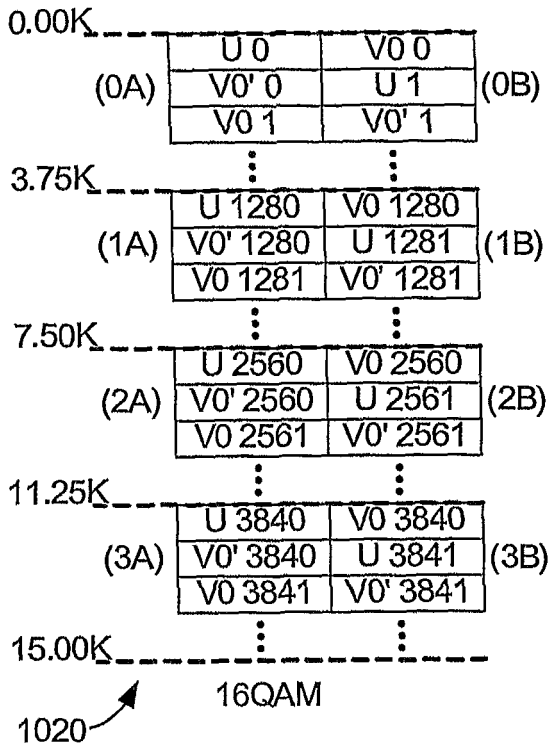 0.00K
U 0 V0 0
(0A) V0' 0 U 1 (0B)
V0 1 V0' 1
3.75K
U 1280 V0 1280
(1A) V0' 1280 U 1281 (1B)
V0 1281 V0' 1281
7.50K
U 2560 V0 2560
(2A) V0' 2560 U 2561 (2B)
V0 2561 V0' 2561
11.25K
U 3840 V0 3840
(3A) V0' 3840 U 3841 (3B)
V0 3841 V0' 3841
15.00K
16QAM
1020